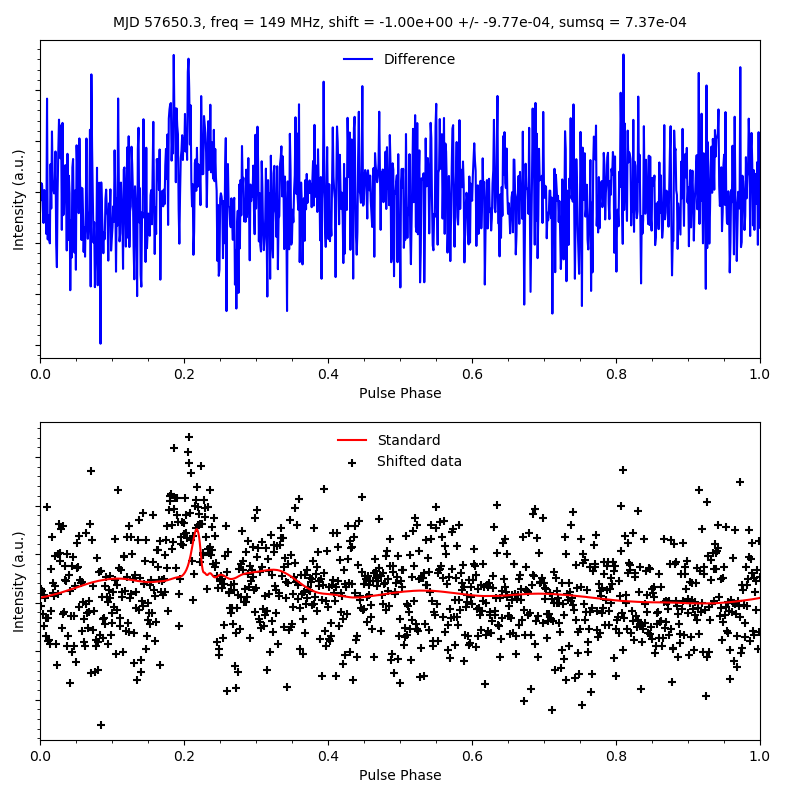 MJD 57650.3, freq = 149 MHz, shift = -1.00e+00 +/- -9.77e-04, sumsq = 7.37e-04
Difference
Intensity (a.u.)
0.0 0.2 0.4 0.6 0.8 1.0
Pulse Phase
Standard
Shifted data
Intensity (a.u.)
0.0 0.2 0.4 0.6 0.8 1.0
Pulse Phase